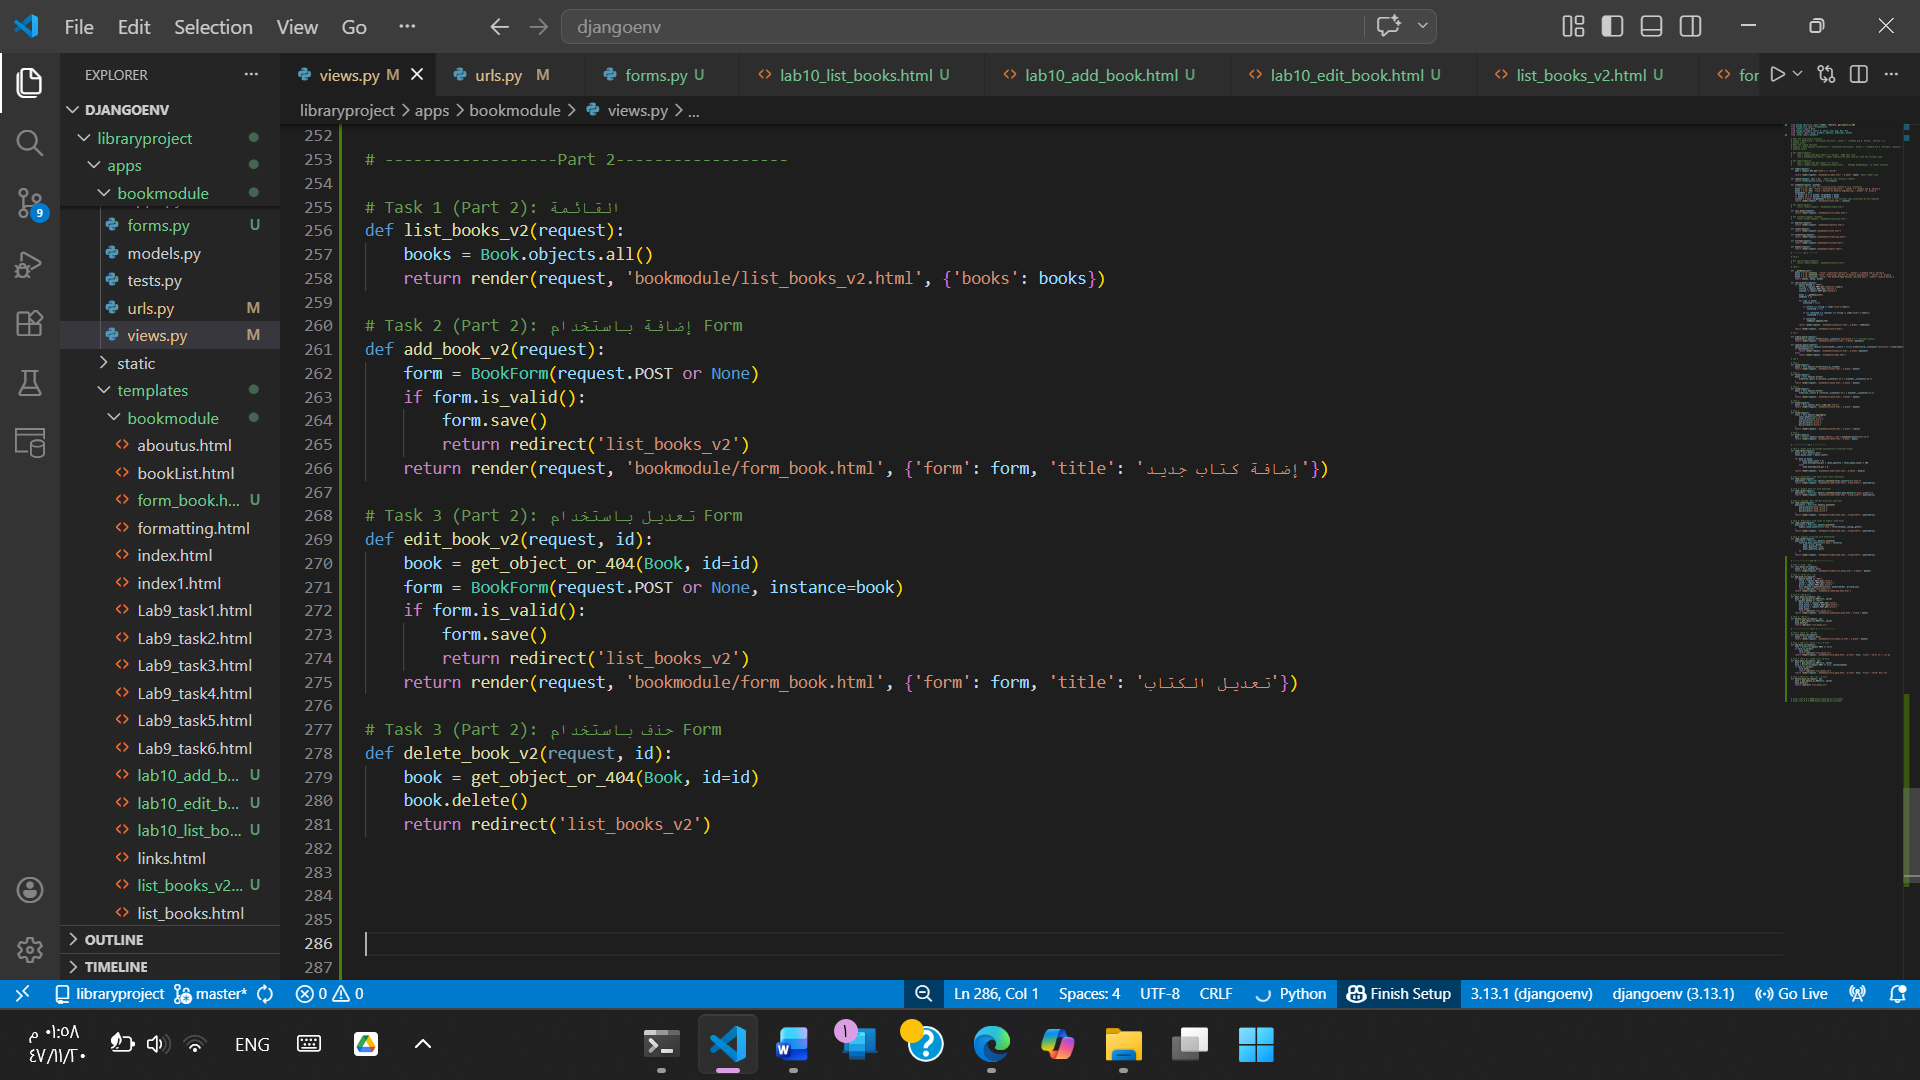 File Edit Selection View Go ...
djangoenv
EXPLORER
DJANGOENV
libraryproject
apps
bookmodule
forms.py U
models.py
tests.py
urls.py M
views.py M
static
templates
bookmodule
aboutus.html
bookList.html
form_book.h... U
formatting.html
index.html
index1.html
Lab9_task1.html
Lab9_task2.html
Lab9_task3.html
Lab9_task4.html
Lab9_task5.html
Lab9_task6.html
lab10_add_b... U
lab10_edit_b... U
lab10_list_bo... U
links.html
list_books_v2... U
list_books.html
OUTLINE
TIMELINE
views.py M urls.py M forms.py U lab10_list_books.html U lab10_add_book.html U lab10_edit_book.html U list_books_v2.html U for
libraryproject > apps > bookmodule > views.py > ...
252
253 # ------------------Part 2------------------
254
255 # Task 1 (Part 2): القائمة
256 def list_books_v2(request):
257 books = Book.objects.all()
258 return render(request, 'bookmodule/list_books_v2.html', {'books': books})
259
260 # Task 2 (Part 2): إضافة باستخدام Form
261 def add_book_v2(request):
262 form = BookForm(request.POST or None)
263 if form.is_valid():
264 form.save()
265 return redirect('list_books_v2')
266 return render(request, 'bookmodule/form_book.html', {'form': form, 'title': 'إضافة كتاب جديد'})
267
268 # Task 3 (Part 2): تعديل باستخدام Form
269 def edit_book_v2(request, id):
270 book = get_object_or_404(Book, id=id)
271 form = BookForm(request.POST or None, instance=book)
272 if form.is_valid():
273 form.save()
274 return redirect('list_books_v2')
275 return render(request, 'bookmodule/form_book.html', {'form': form, 'title': 'تعديل الكتاب'})
276
277 # Task 3 (Part 2): حذف باستخدام Form
278 def delete_book_v2(request, id):
279 book = get_object_or_404(Book, id=id)
280 book.delete()
281 return redirect('list_books_v2')
282
283
284
285
286
287
9
libraryproject master* 0 0 Ln 286, Col 1 Spaces: 4 UTF-8 CRLF Python Finish Setup 3.13.1 (djangoenv) djangoenv (3.13.1) Go Live
٠١:٥٨ م
٤٧/١١/٢٠
ENG
١